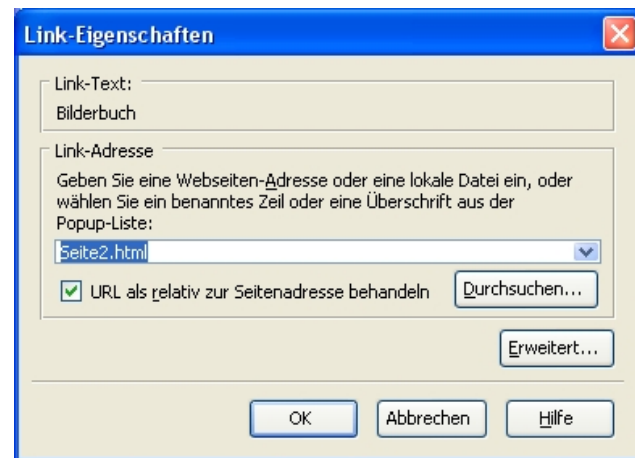 Link-Eigenschaften
Link-Text:
Bilderbuch
Link-Adresse
Geben Sie eine Webseiten-Adresse oder eine lokale Datei ein, oder
wählen Sie ein benanntes Zeil oder eine Überschrift aus der
Popup-Liste:
Seite2.html
URL als relativ zur Seitenadresse behandeln
Durchsuchen...
Erweitert...
OK
Abbrechen
Hilfe